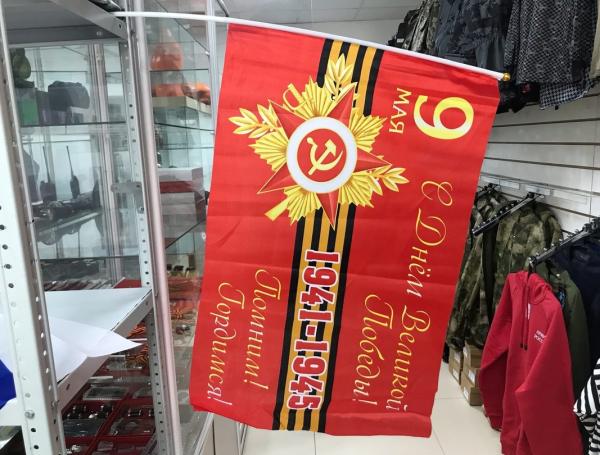 9
МАЯ
С Днём Великой
Победы!
1941-1945
Помним!
Гордимся!